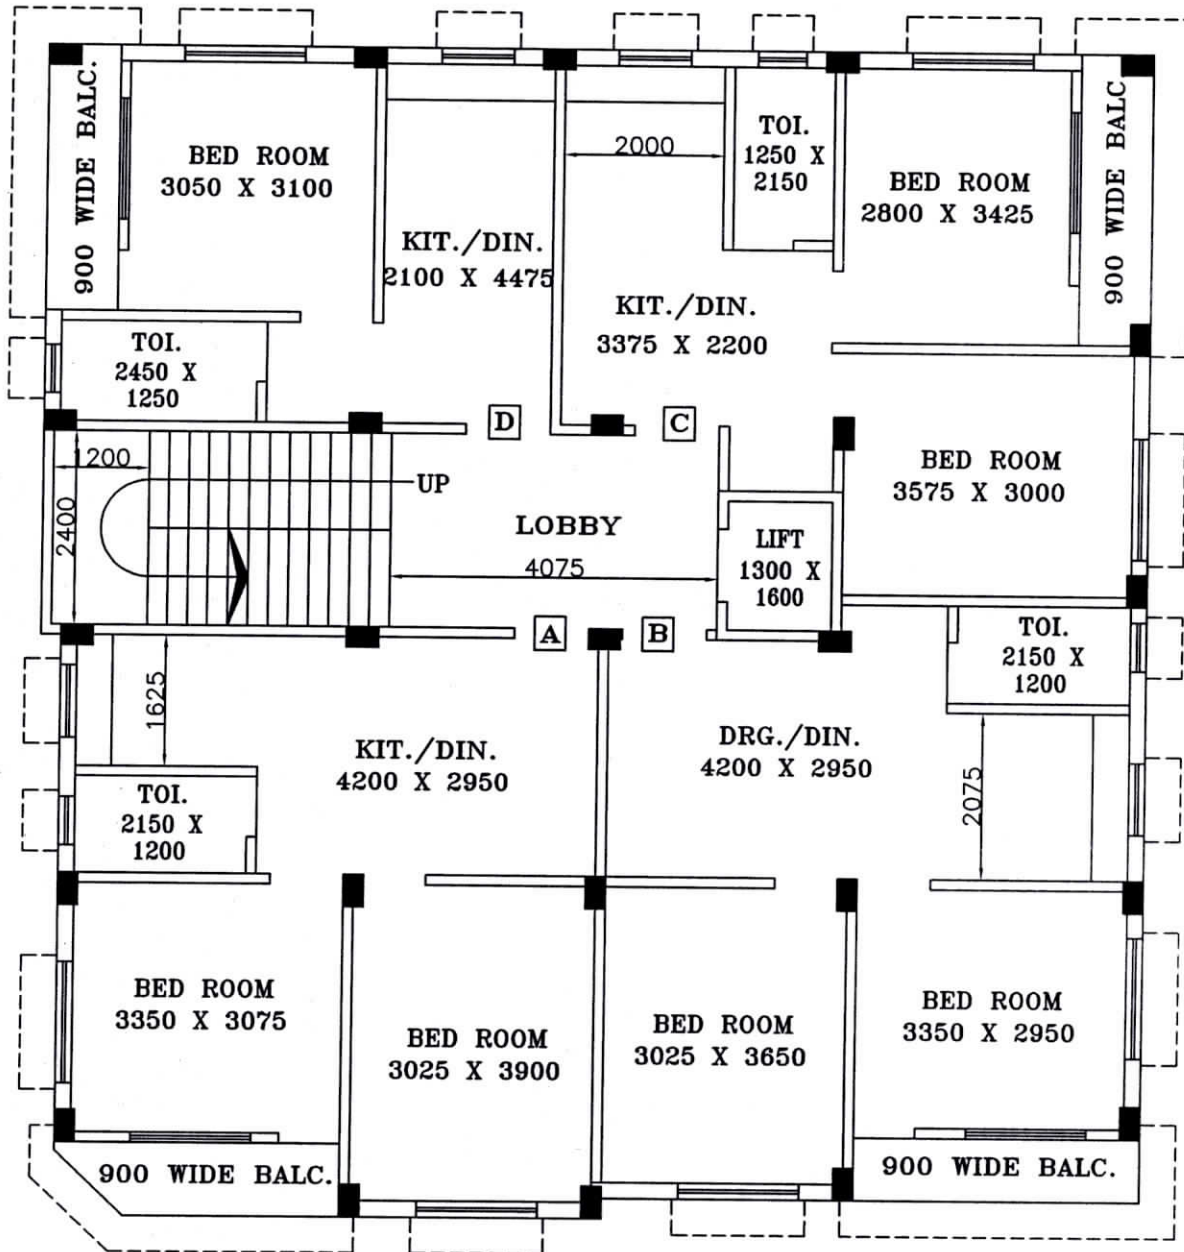 900 WIDE BALC.
BED ROOM
3050 X 3100
KIT./DIN.
2100 X 4475
2000
TOI.
1250 X
2150
BED ROOM
2800 X 3425
900 WIDE BALC
KIT./DIN.
3375 X 2200
TOI.
2450 X
1250
D
C
1200
2400
UP
LOBBY
4075
LIFT
1300 X
1600
BED ROOM
3575 X 3000
A
B
TOI.
2150 X
1200
1625
KIT./DIN.
4200 X 2950
DRG./DIN.
4200 X 2950
2075
TOI.
2150 X
1200
BED ROOM
3350 X 3075
BED ROOM
3025 X 3900
BED ROOM
3025 X 3650
BED ROOM
3350 X 2950
900 WIDE BALC.
900 WIDE BALC.